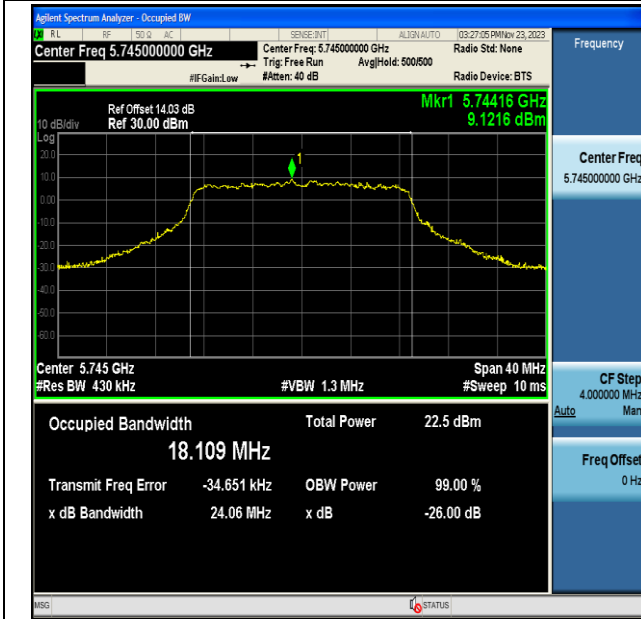 Agilent Spectrum Analyzer - Occupied BW
RL RF 50 Ω AC SENSE:INT ALIGN AUTO 03:27:05 PM Nov 23, 2023
Center Freq 5.745000000 GHz
Center Freq: 5.745000000 GHz Radio Std: None
Trig: Free Run Avg|Hold: 500/500
#IFGain:Low #Atten: 40 dB Radio Device: BTS
Ref Offset 14.03 dB Mkr1 5.74416 GHz
10 dB/div Ref 30.00 dBm 9.1216 dBm
Log
20.0
1
10.0
0.00
-10.0
-20.0
-30.0
-40.0
-50.0
-60.0
Center 5.745 GHz Span 40 MHz
#Res BW 430 kHz #VBW 1.3 MHz #Sweep 10 ms
Occupied Bandwidth Total Power 22.5 dBm
18.109 MHz
Transmit Freq Error -34.651 kHz OBW Power 99.00 %
x dB Bandwidth 24.06 MHz x dB -26.00 dB
MSG STATUS
Frequency
Center Freq
5.745000000 GHz
CF Step
4.000000 MHz
Auto Man
Freq Offset
0 Hz